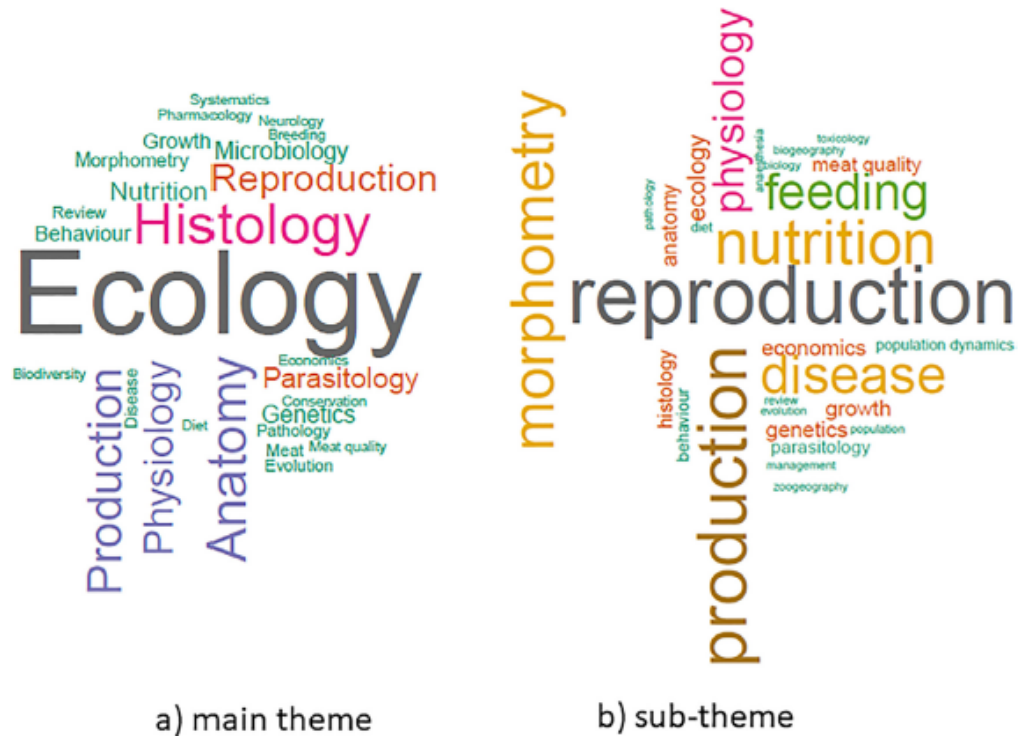 Systematics
Pharmacology
Neurology
Breeding
Growth
Microbiology
Morphometry
Reproduction
Nutrition
Review
Histology
Behaviour
Ecology
Economics
Biodiversity
Production
Disease
Physiology
Diet
Anatomy
Parasitology
Conservation
Genetics
Pathology
Meat
Meat quality
Evolution
a) main theme
morphometry
physiology
toxicology
biogeography
anaesthesia
biology
meat quality
ecology
pathology
anatomy
diet
feeding
nutrition
reproduction
economics
population dynamics
histology
behaviour
production
disease
review
evolution
growth
genetics
population
parasitology
management
zoogeography
b) sub-theme